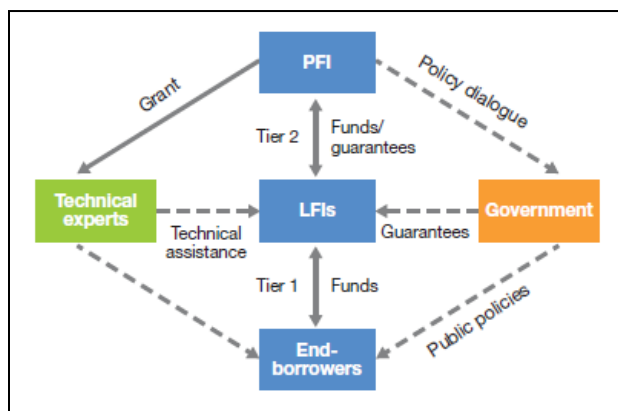 PFI
Grant
Policy dialogue
Tier 2
Funds/
guarantees
Technical
experts
LFIs
Government
Technical
assistance
Guarantees
Tier 1
Funds
Public policies
End-
borrowers